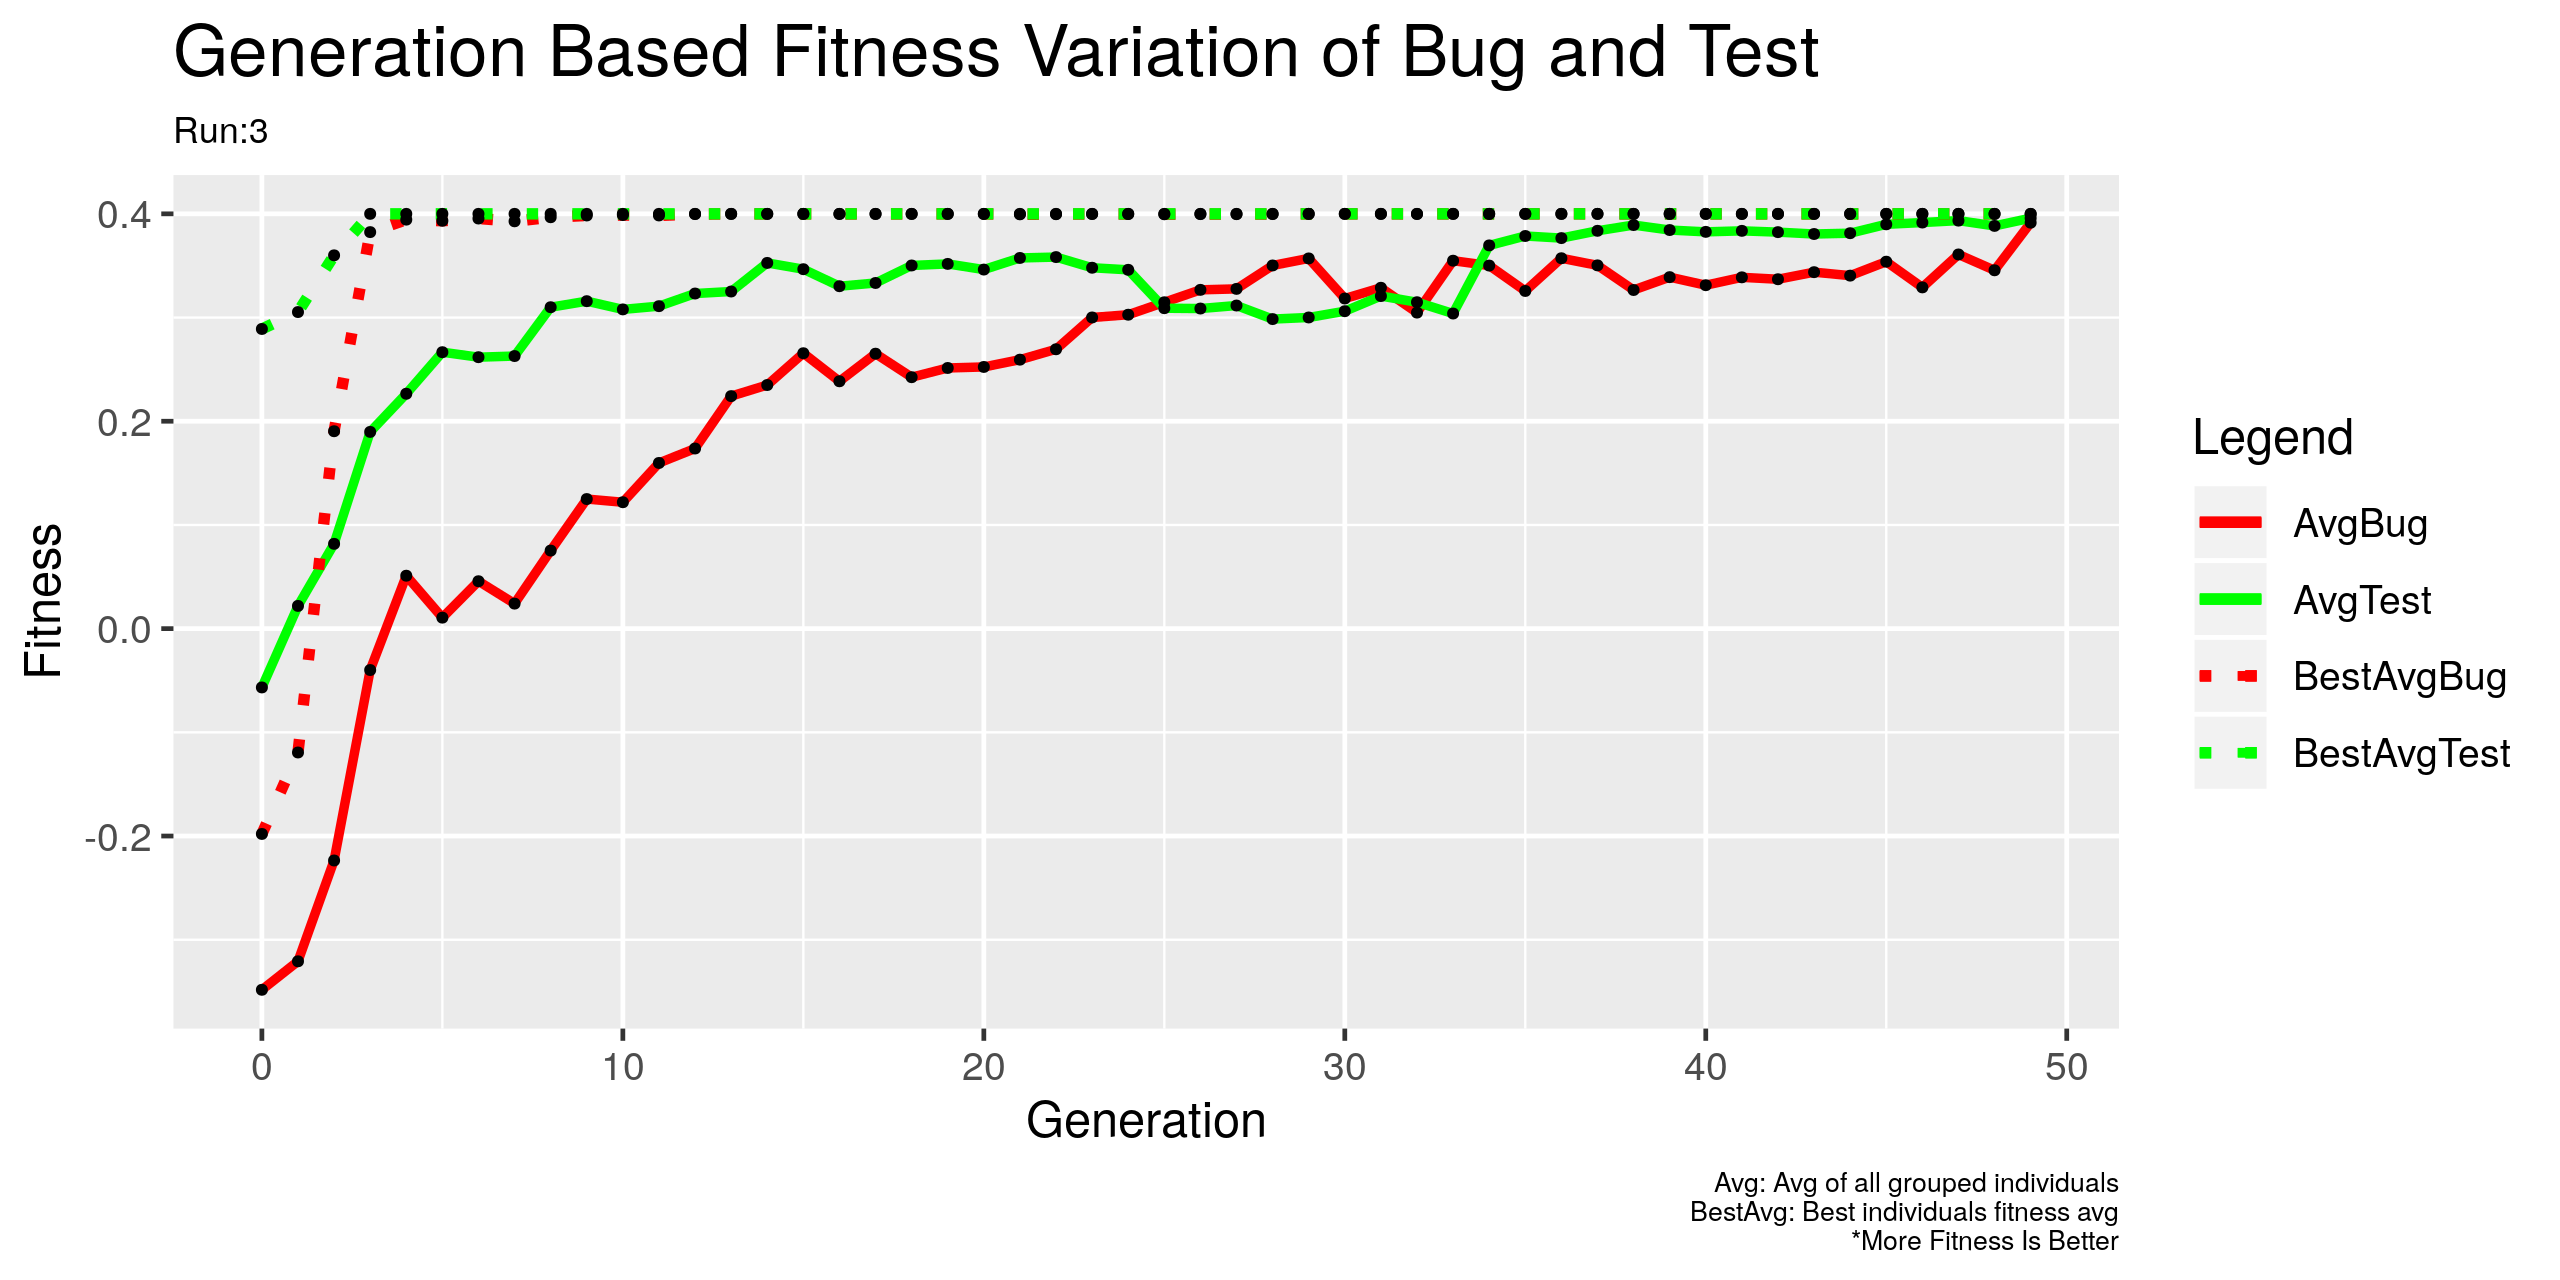 Generation Based Fitness Variation of Bug and Test
Run:3
Fitness
0.4
0.2
0.0
-0.2
0 10 20 30 40 50
Generation
Legend
AvgBug
AvgTest
BestAvgBug
BestAvgTest
Avg: Avg of all grouped individuals
BestAvg: Best individuals fitness avg
*More Fitness Is Better